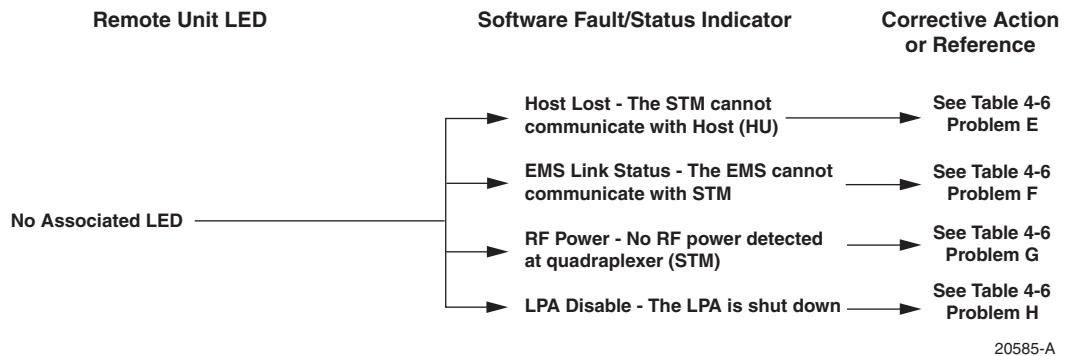 Remote Unit LED
Software Fault/Status Indicator
Corrective Action
or Reference
Host Lost - The STM cannot
communicate with Host (HU)
See Table 4-6
Problem E
EMS Link Status - The EMS cannot
communicate with STM
See Table 4-6
Problem F
No Associated LED
RF Power - No RF power detected
at quadraplexer (STM)
See Table 4-6
Problem G
LPA Disable - The LPA is shut down
See Table 4-6
Problem H
20585-A